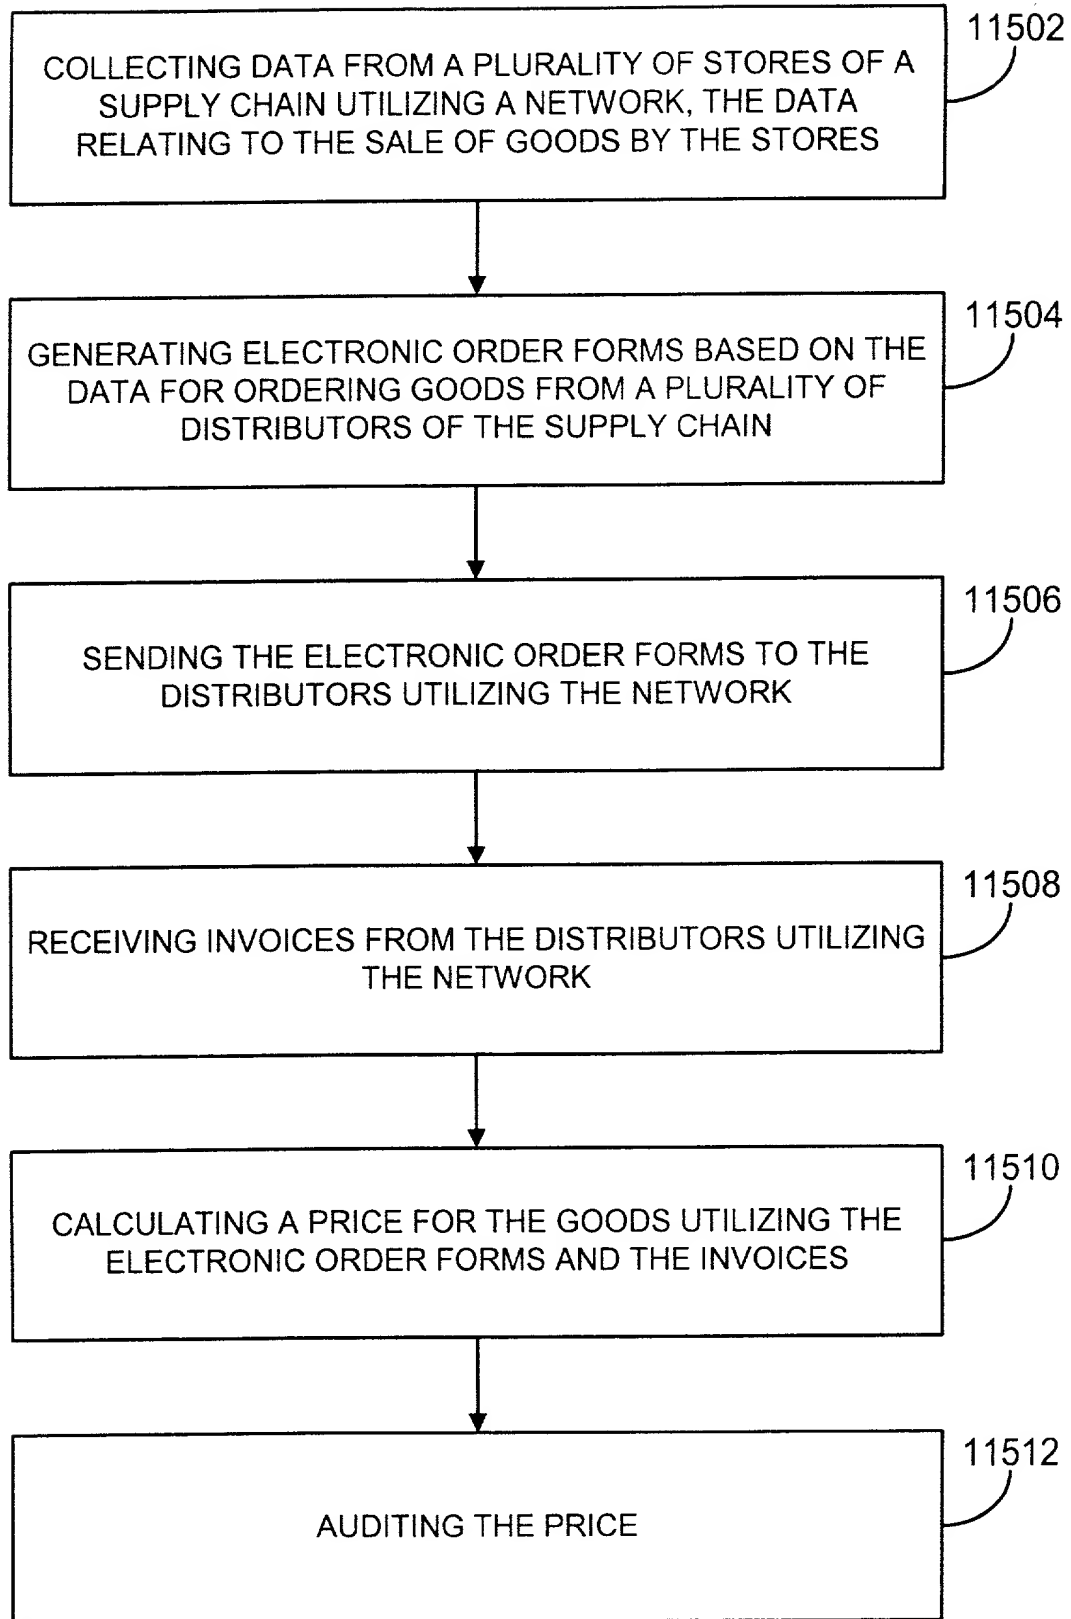 11502
COLLECTING DATA FROM A PLURALITY OF STORES OF A
SUPPLY CHAIN UTILIZING A NETWORK, THE DATA
RELATING TO THE SALE OF GOODS BY THE STORES
11504
GENERATING ELECTRONIC ORDER FORMS BASED ON THE
DATA FOR ORDERING GOODS FROM A PLURALITY OF
DISTRIBUTORS OF THE SUPPLY CHAIN
11506
SENDING THE ELECTRONIC ORDER FORMS TO THE
DISTRIBUTORS UTILIZING THE NETWORK
11508
RECEIVING INVOICES FROM THE DISTRIBUTORS UTILIZING
THE NETWORK
11510
CALCULATING A PRICE FOR THE GOODS UTILIZING THE
ELECTRONIC ORDER FORMS AND THE INVOICES
11512
AUDITING THE PRICE